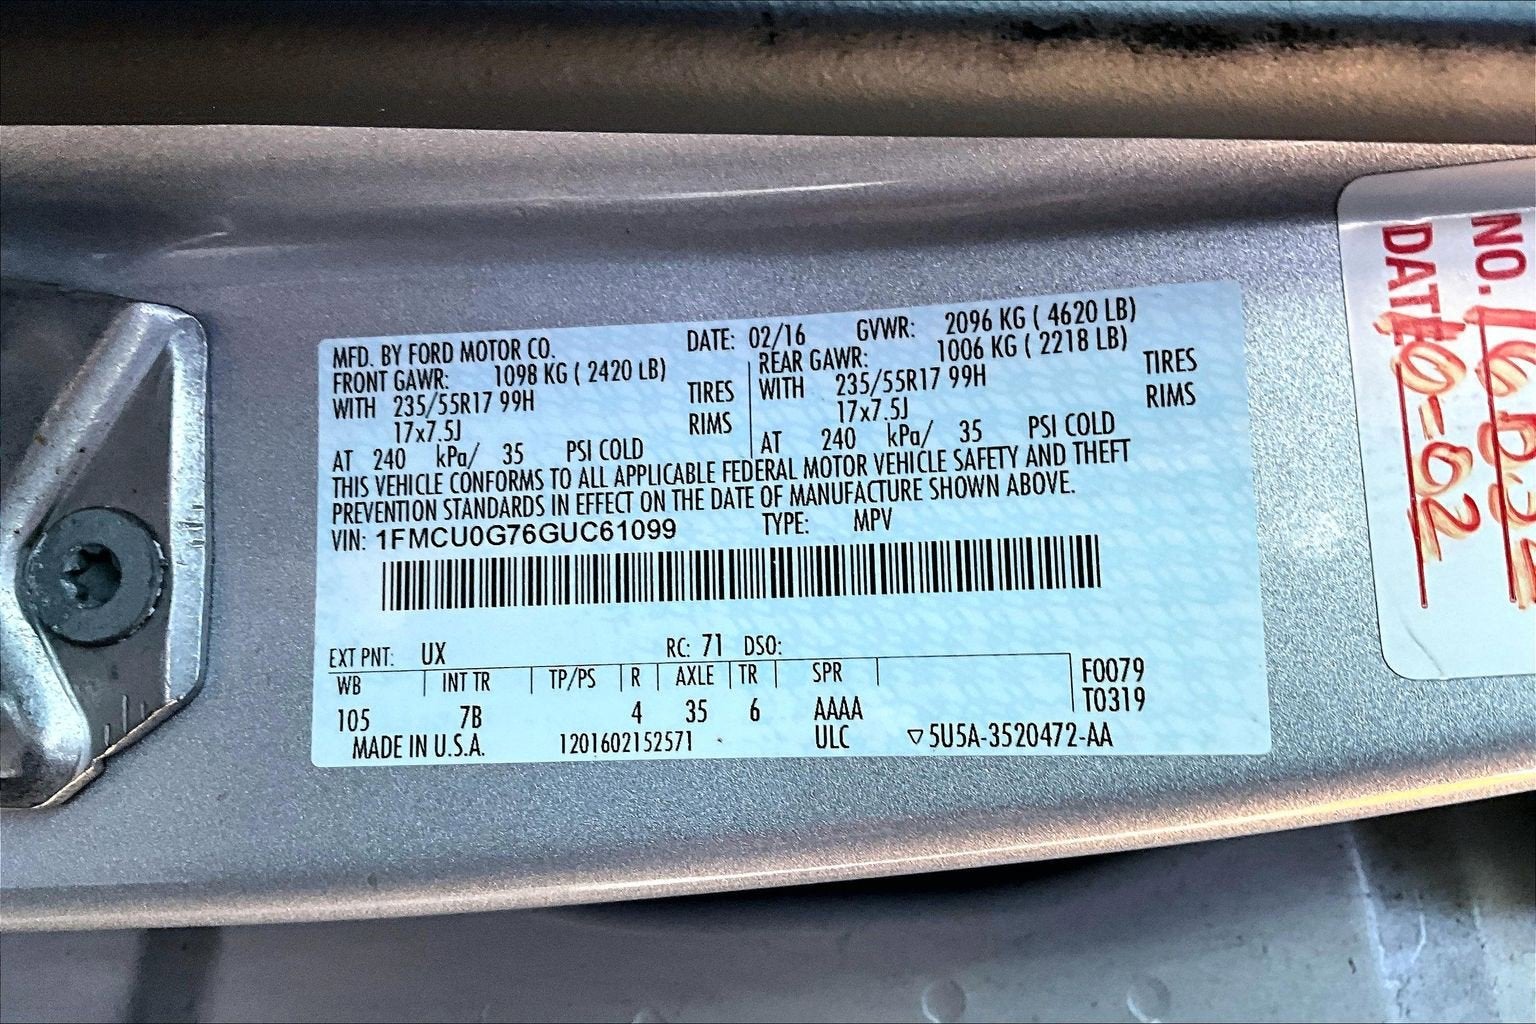 MFD. BY FORD MOTOR CO. DATE: 02/16 GVWR: 2096 KG ( 4620 LB)
FRONT GAWR: 1098 KG ( 2420 LB) REAR GAWR: 1006 KG ( 2218 LB)
WITH 235/55R17 99H TIRES WITH 235/55R17 99H TIRES
17x7.5J RIMS 17x7.5J RIMS
AT 240 kPa/ 35 PSI COLD AT 240 kPa/ 35 PSI COLD
THIS VEHICLE CONFORMS TO ALL APPLICABLE FEDERAL MOTOR VEHICLE SAFETY AND THEFT
PREVENTION STANDARDS IN EFFECT ON THE DATE OF MANUFACTURE SHOWN ABOVE.
VIN: 1FMCU0G76GUC61099 TYPE: MPV
EXT PNT: UX RC: 71 DSO:
WB INT TR TP/PS R AXLE TR SPR F0079
105 7B 4 35 6 AAAA T0319
MADE IN U.S.A. 1201602152571 ULC ▽5U5A-3520472-AA
NO.
DATE